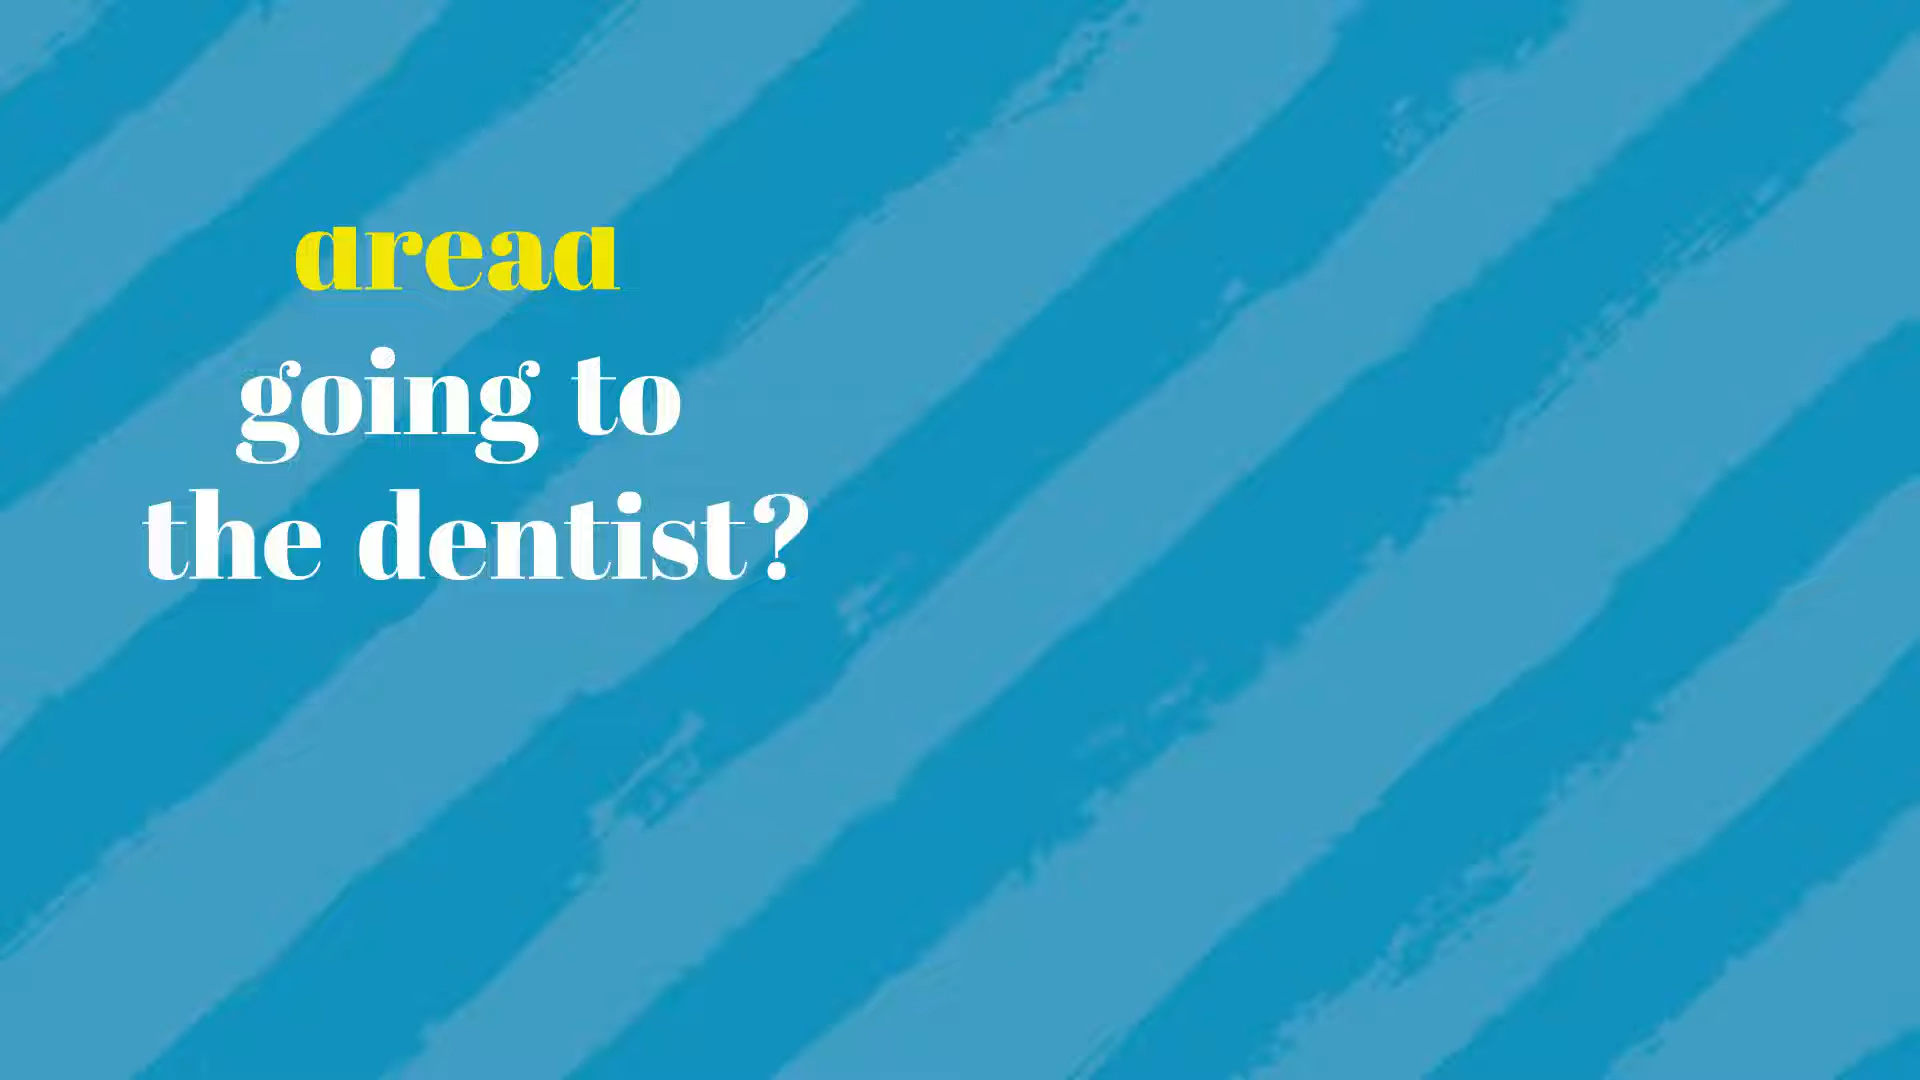 dread
going to
the dentist?